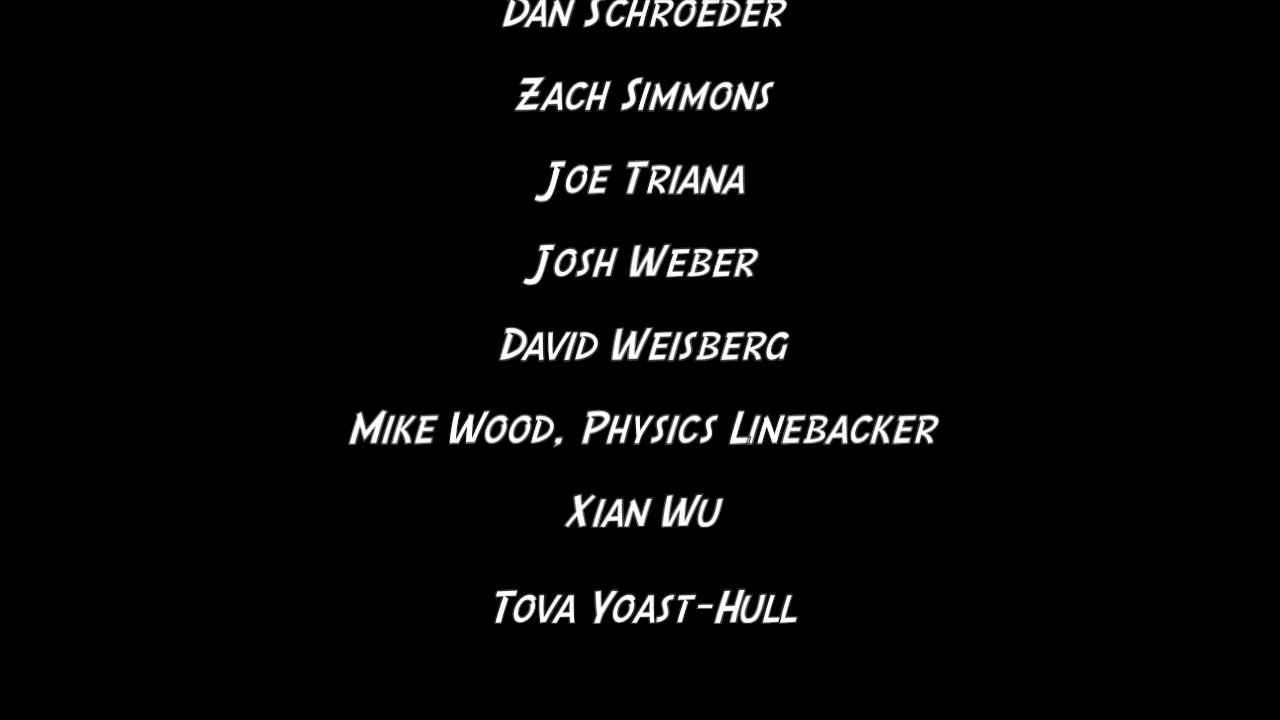 Dan Schroeder
Zach Simmons
Joe Triana
Josh Weber
David Weisberg
Mike Wood, Physics Linebacker
Xian Wu
Tova Yoast-Hull